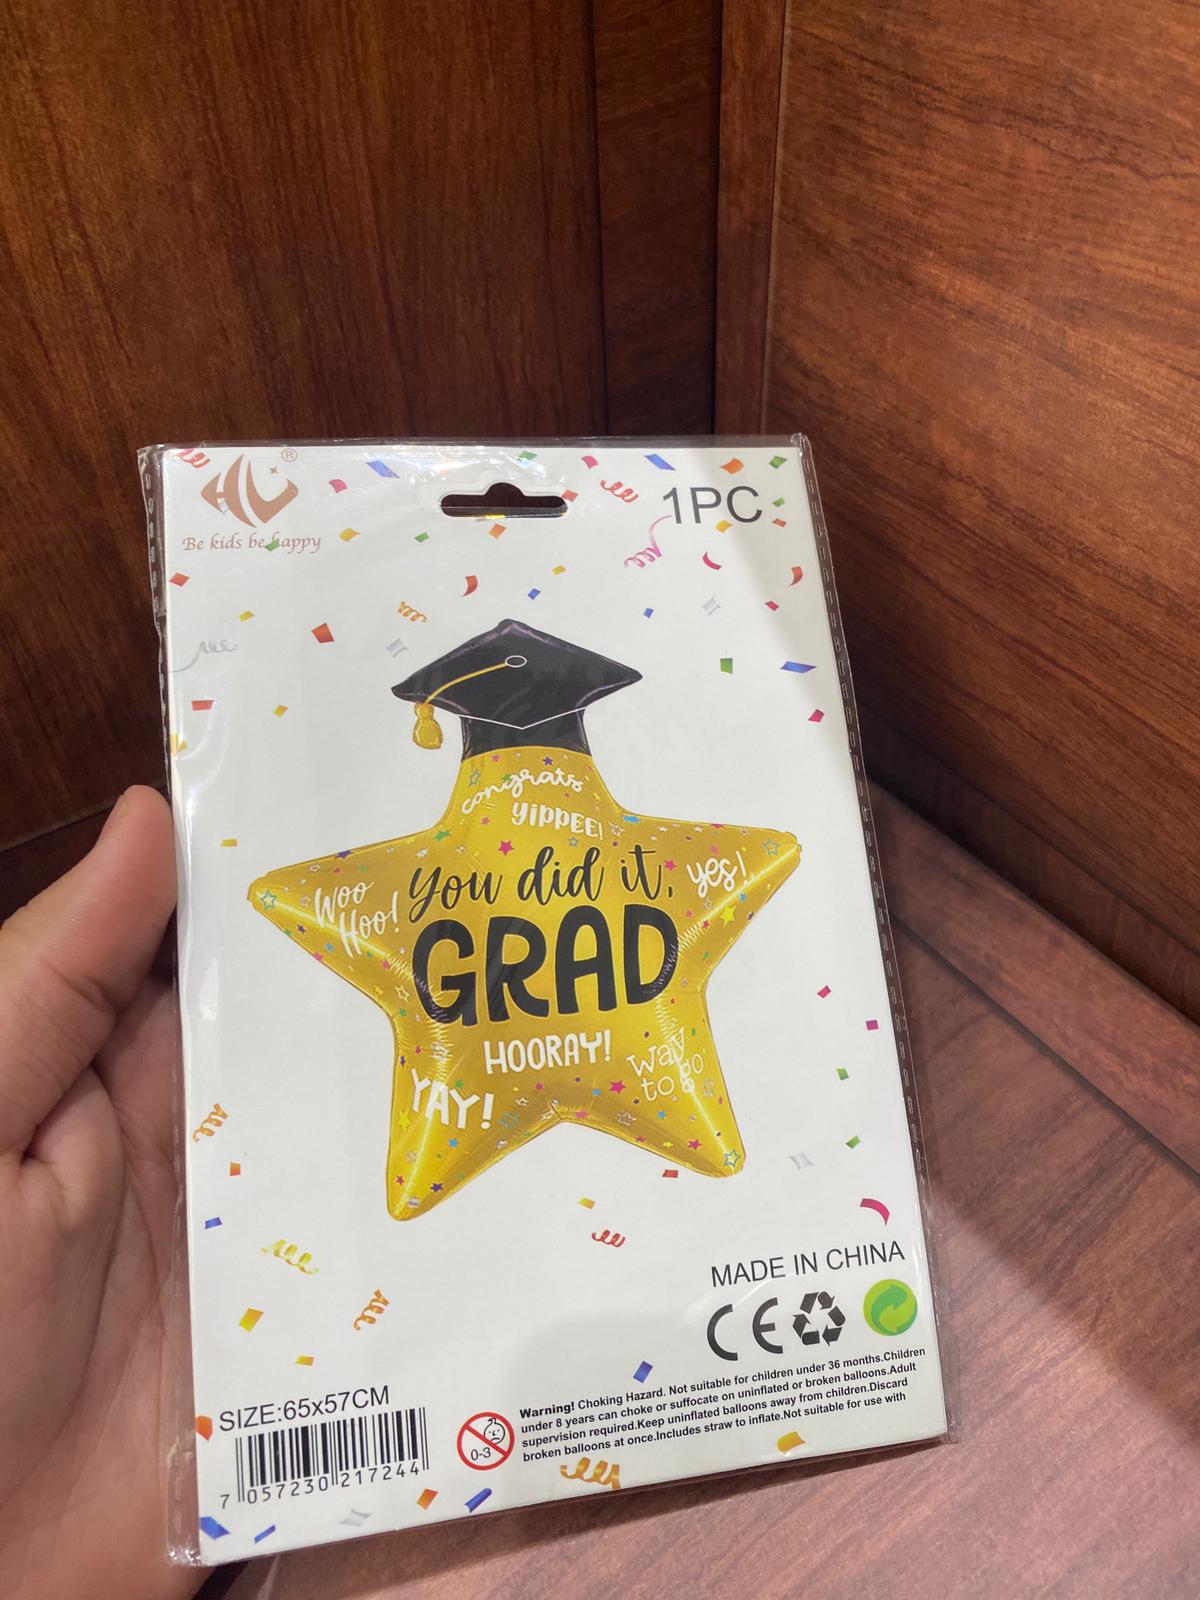 HL®
Be kids be happy
1PC
congrats
yippee!
Woo
Hoo!
you did it,
yes!
GRAD
HOORAY!
way
to go
YAY!
MADE IN CHINA
CE
SIZE:65x57CM
7 057230 217244
0-3
Warning! Choking Hazard. Not suitable for children under 36 months.Children
under 8 years can choke or suffocate on uninflated or broken balloons.Adult
supervision required.Keep uninflated balloons away from children.Discard
broken balloons at once.Includes straw to inflate.Not suitable for use with